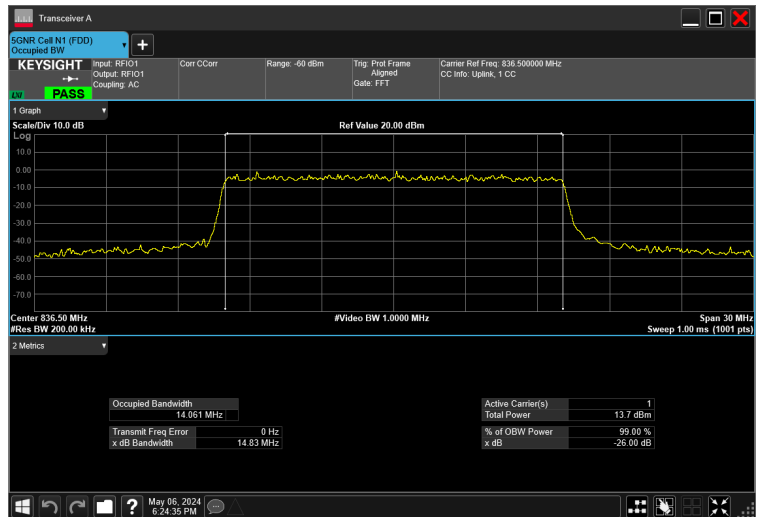 Transceiver A
5GNR Cell N1 (FDD)
Occupied BW
KEYSIGHT
Input: RFIO1
Output: RFIO1
Coupling: AC
Corr CCorr
Range: -60 dBm
Trig: Prot Frame
Aligned
Gate: FFT
Carrier Ref Freq: 836.500000 MHz
CC Info: Uplink, 1 CC
LXI
PASS
1 Graph
Scale/Div 10.0 dB
Ref Value 20.00 dBm
Log
10.0
0.00
-10.0
-20.0
-30.0
-40.0
-50.0
-60.0
-70.0
Center 836.50 MHz
#Video BW 1.0000 MHz
Span 30 MHz
#Res BW 200.00 kHz
Sweep 1.00 ms (1001 pts)
2 Metrics
Occupied Bandwidth
14.061 MHz
Transmit Freq Error 0 Hz
x dB Bandwidth 14.83 MHz
Active Carrier(s) 1
Total Power 13.7 dBm
% of OBW Power 99.00 %
x dB -26.00 dB
May 06, 2024
6:24:35 PM